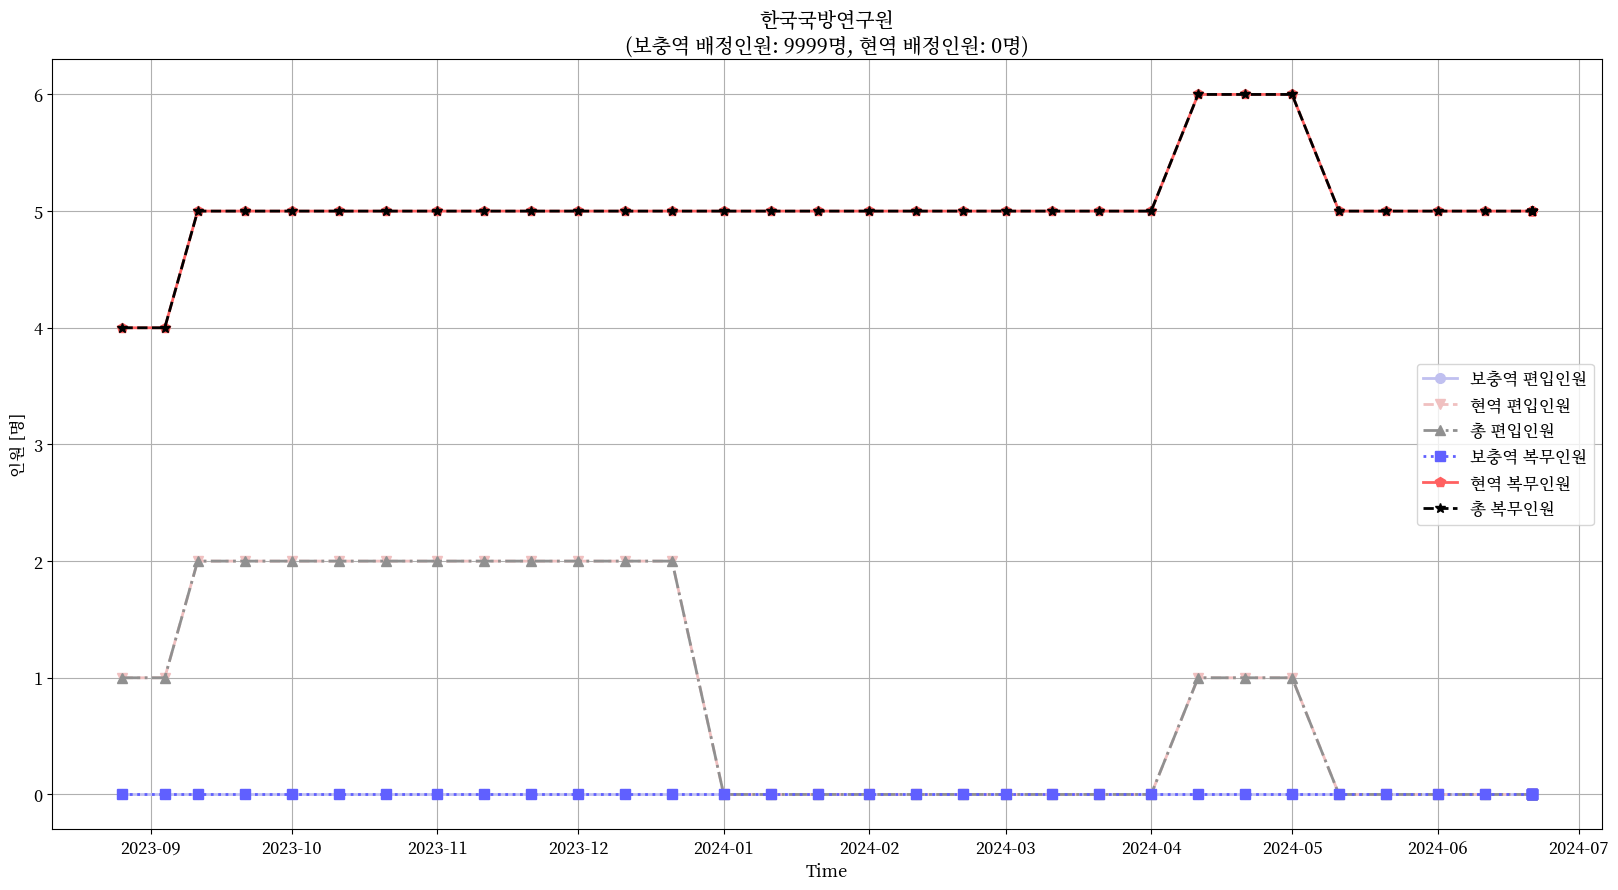 한국국방연구원
(보충역 배정인원: 9999명, 현역 배정인원: 0명)
인원 [명]
6
5
4
3
2
1
0
보충역 편입인원
현역 편입인원
총 편입인원
보충역 복무인원
현역 복무인원
총 복무인원
2023-09 2023-10 2023-11 2023-12 2024-01 2024-02 2024-03 2024-04 2024-05 2024-06 2024-07
Time